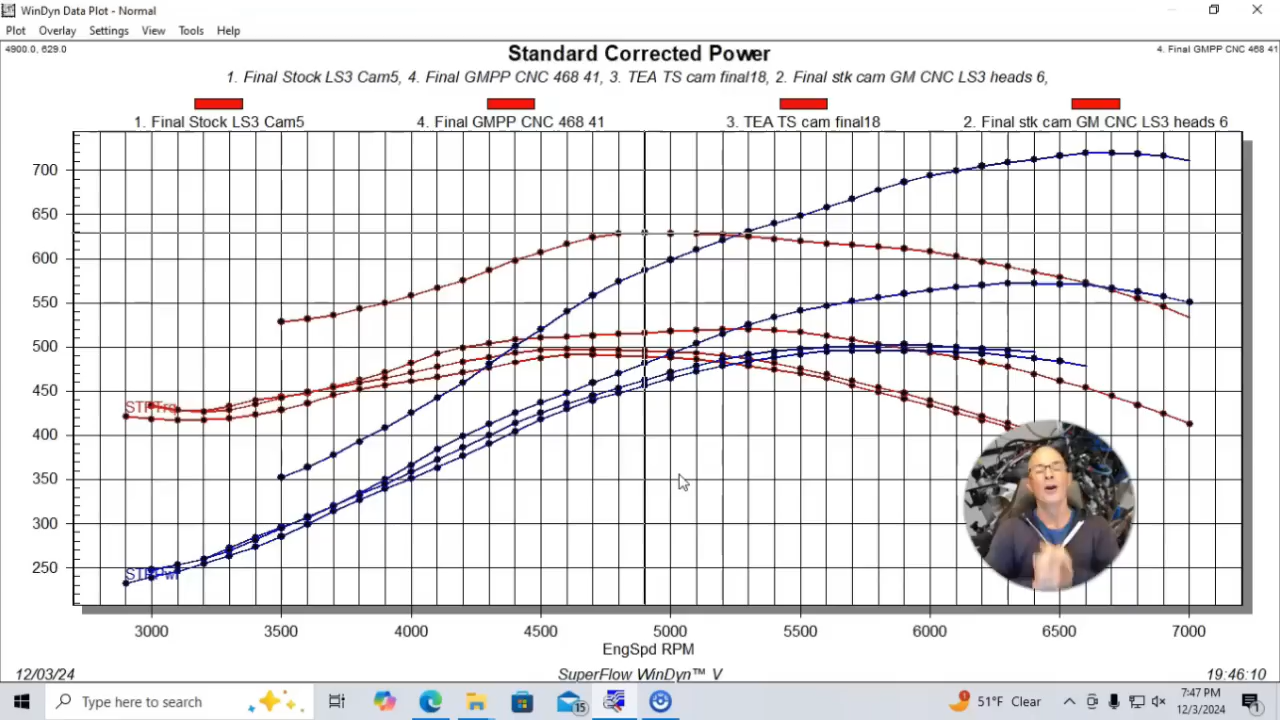 WinDyn Data Plot - Normal
Plot Overlay Settings View Tools Help
4900.0, 629.0
Standard Corrected Power
4. Final GMPP CNC 468 41
1. Final Stock LS3 Cam5, 4. Final GMPP CNC 468 41, 3. TEA TS cam final18, 2. Final stk cam GM CNC LS3 heads 6,
1. Final Stock LS3 Cam5 4. Final GMPP CNC 468 41 3. TEA TS cam final18 2. Final stk cam GM CNC LS3 heads 6
700
650
600
550
500
450
STPTrq
400
350
300
250
STPPwr
3000 3500 4000 4500 5000 5500 6000 6500 7000
EngSpd RPM
12/03/24 SuperFlow WinDyn™ V 19:46:10
Type here to search
15
51°F Clear
7:47 PM
12/3/2024
1